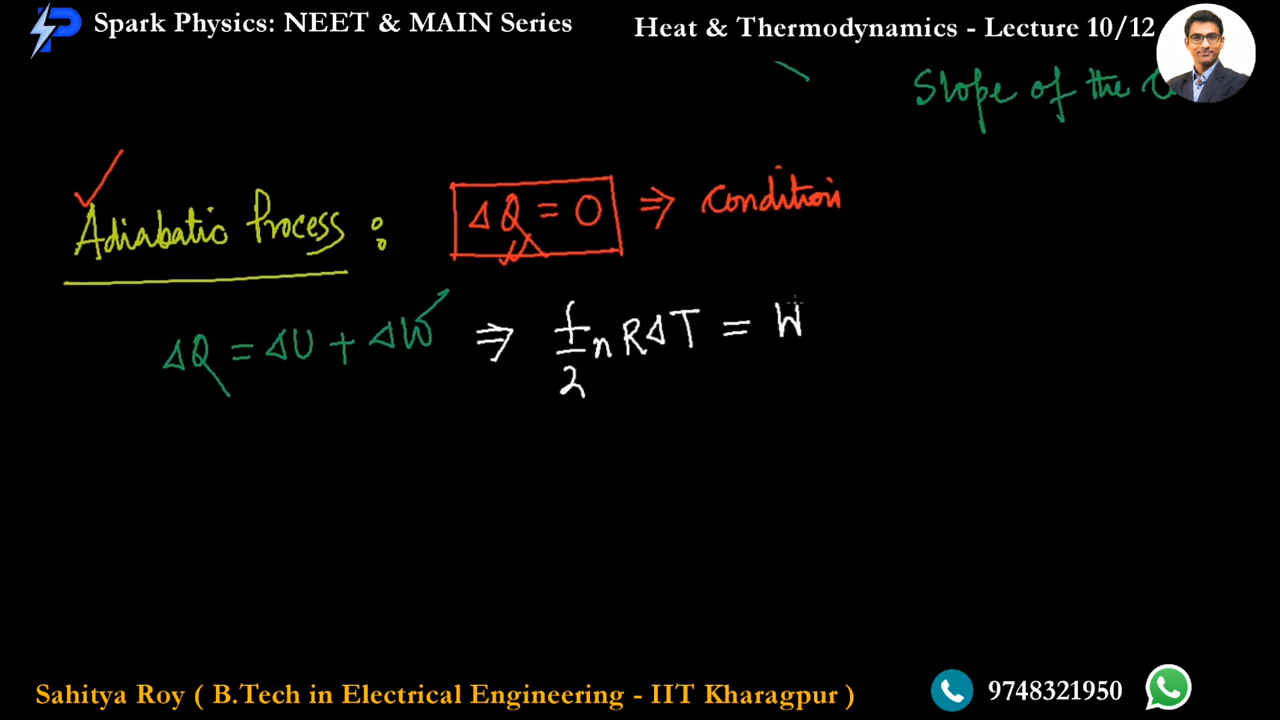 Spark Physics: NEET & MAIN Series
Heat & Thermodynamics - Lecture 10/12
Slope of the
Adiabatic Process : ΔQ = 0 ⇒ Condition
ΔQ = ΔU + ΔW ⇒ f/2 nRΔT = W
Sahitya Roy ( B.Tech in Electrical Engineering - IIT Kharagpur )
9748321950